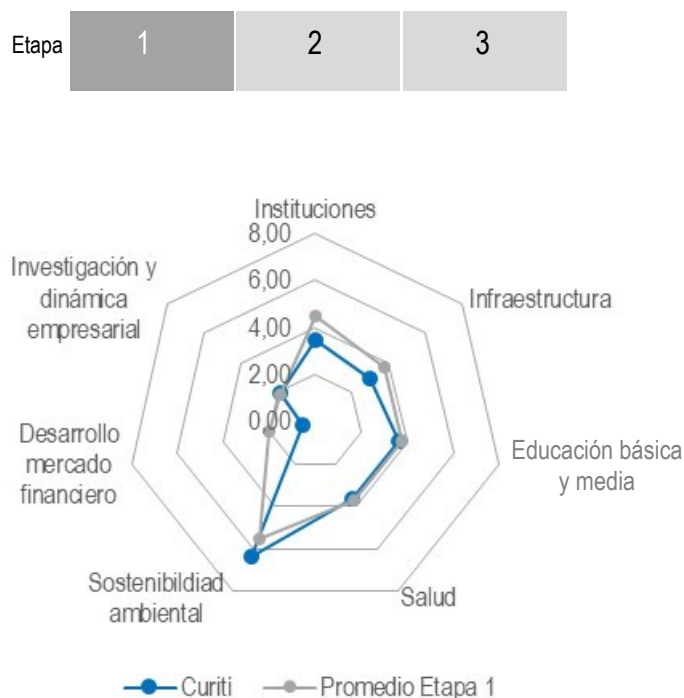 Etapa 1 2 3
Instituciones
8,00
6,00
4,00
2,00
0,00
Infraestructura
Educación básica
y media
Salud
Sostenibildiad
ambiental
Desarrollo
mercado
financiero
Investigación y
dinámica
empresarial
Curiti Promedio Etapa 1